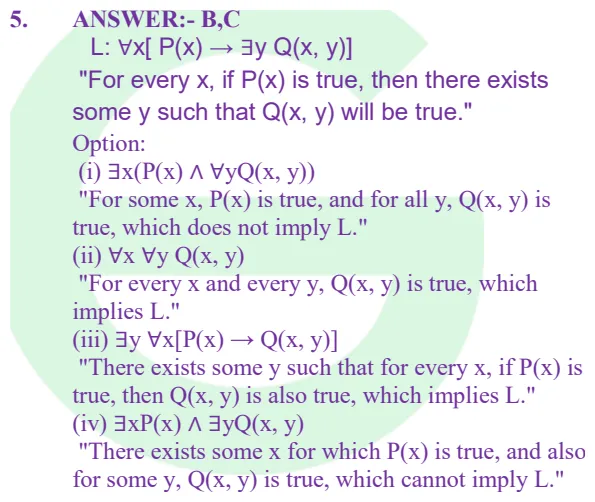 5. ANSWER:- B,C
L: ∀x[ P(x) → ∃y Q(x, y)]
"For every x, if P(x) is true, then there exists
some y such that Q(x, y) will be true."
Option:
(i) ∃x(P(x) ∧ ∀yQ(x, y))
"For some x, P(x) is true, and for all y, Q(x, y) is
true, which does not imply L."
(ii) ∀x ∀y Q(x, y)
"For every x and every y, Q(x, y) is true, which
implies L."
(iii) ∃y ∀x[P(x) → Q(x, y)]
"There exists some y such that for every x, if P(x) is
true, then Q(x, y) is also true, which implies L."
(iv) ∃xP(x) ∧ ∃yQ(x, y)
"There exists some x for which P(x) is true, and also
for some y, Q(x, y) is true, which cannot imply L."